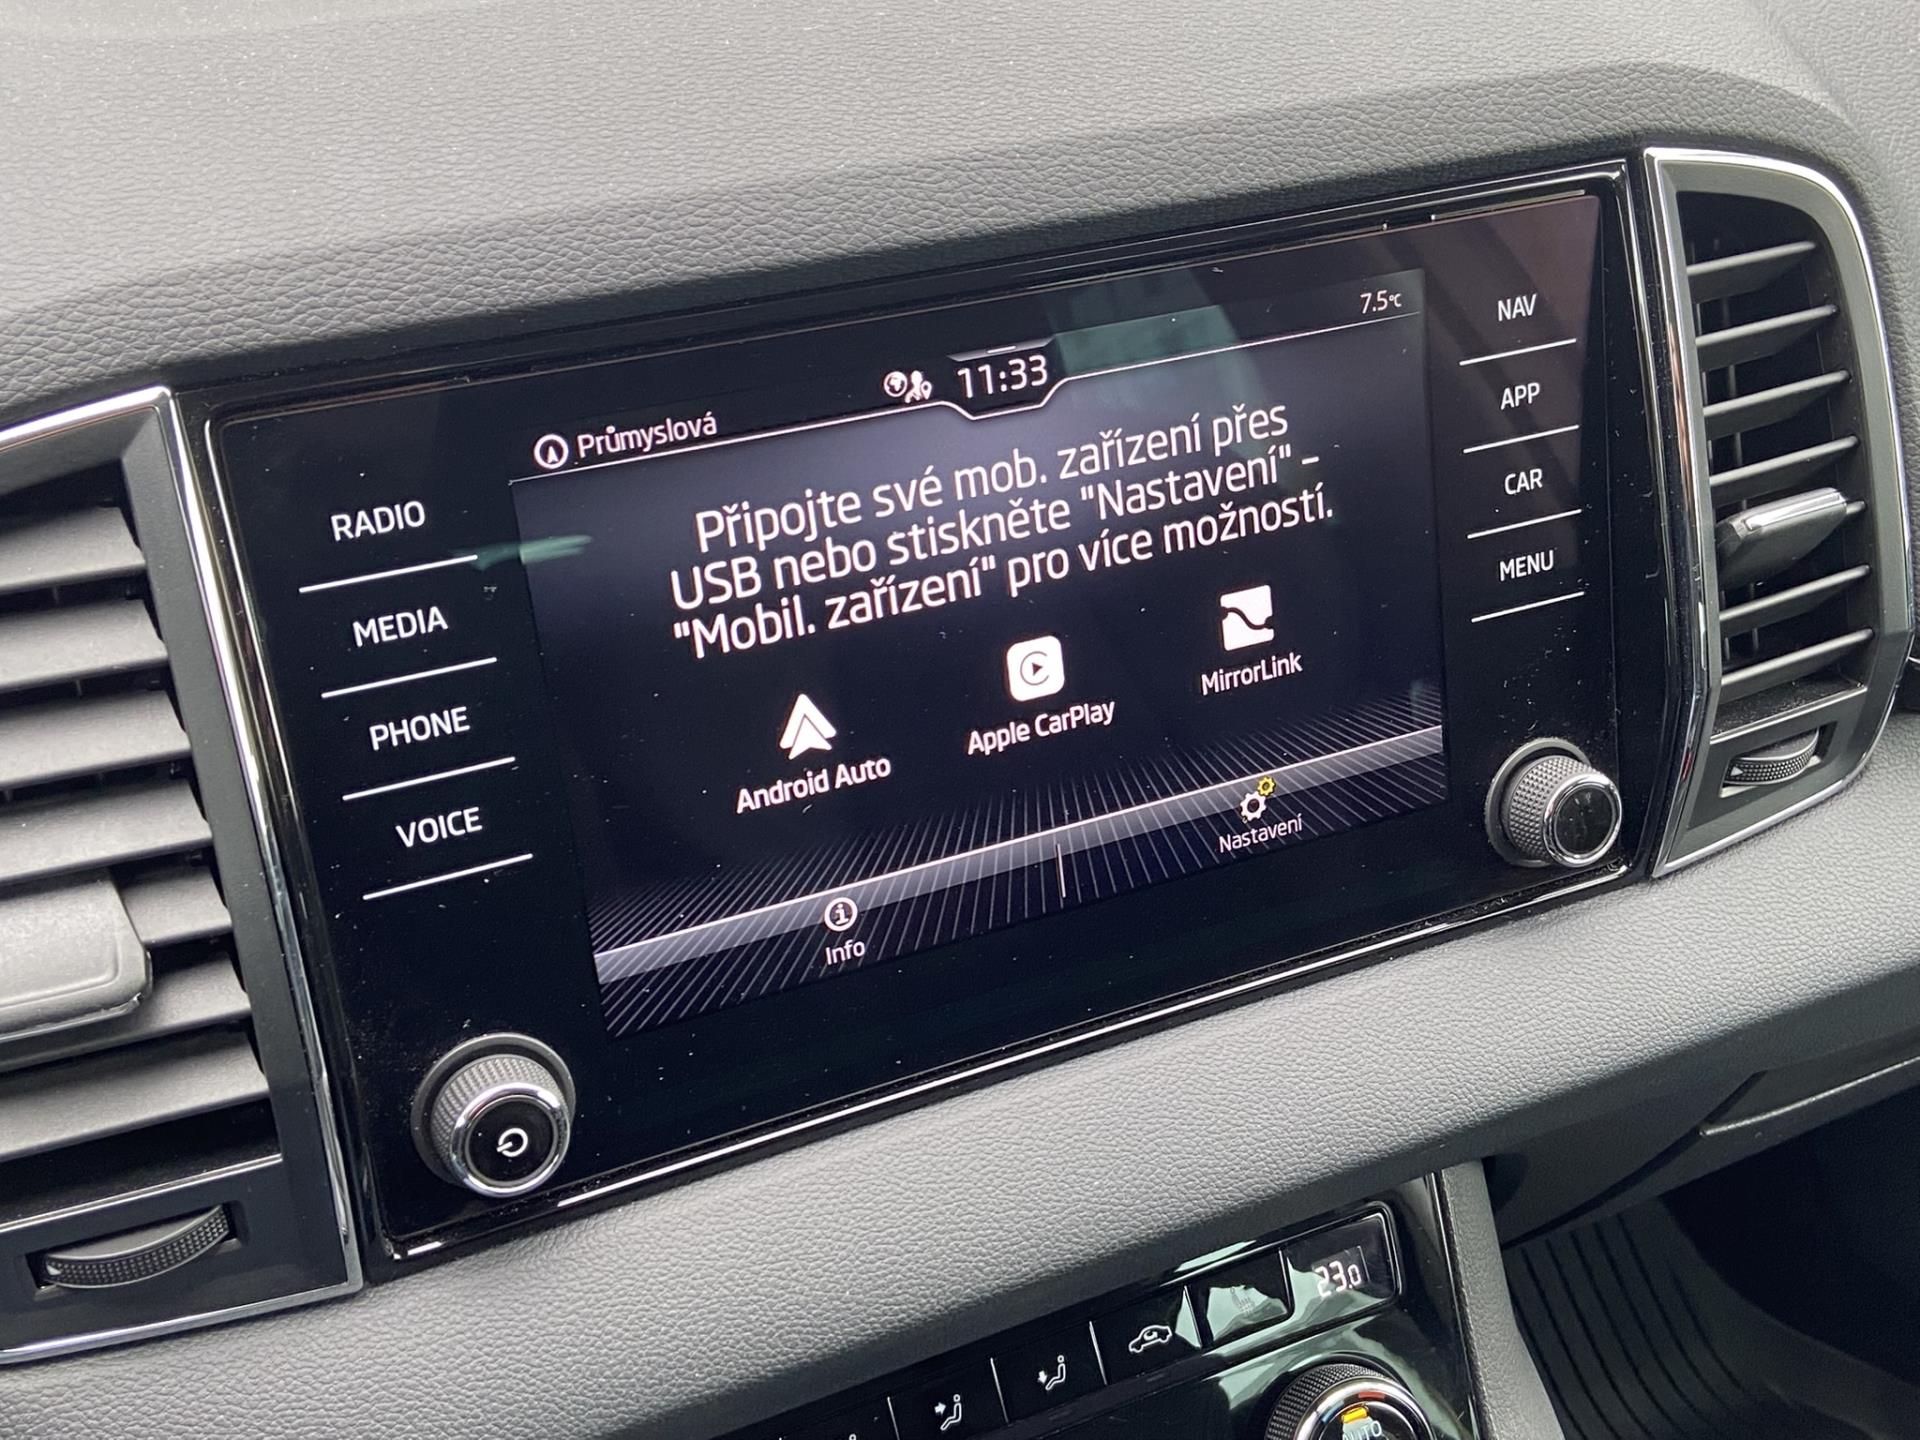 7.5°C
11:33
Průmyslová
Připojte své mob. zařízení přes
USB nebo stiskněte "Nastavení" -
"Mobil. zařízení" pro více možností.
Android Auto
Apple CarPlay
MirrorLink
Info
Nastavení
RADIO
MEDIA
PHONE
VOICE
NAV
APP
CAR
MENU
23.0
AUTO